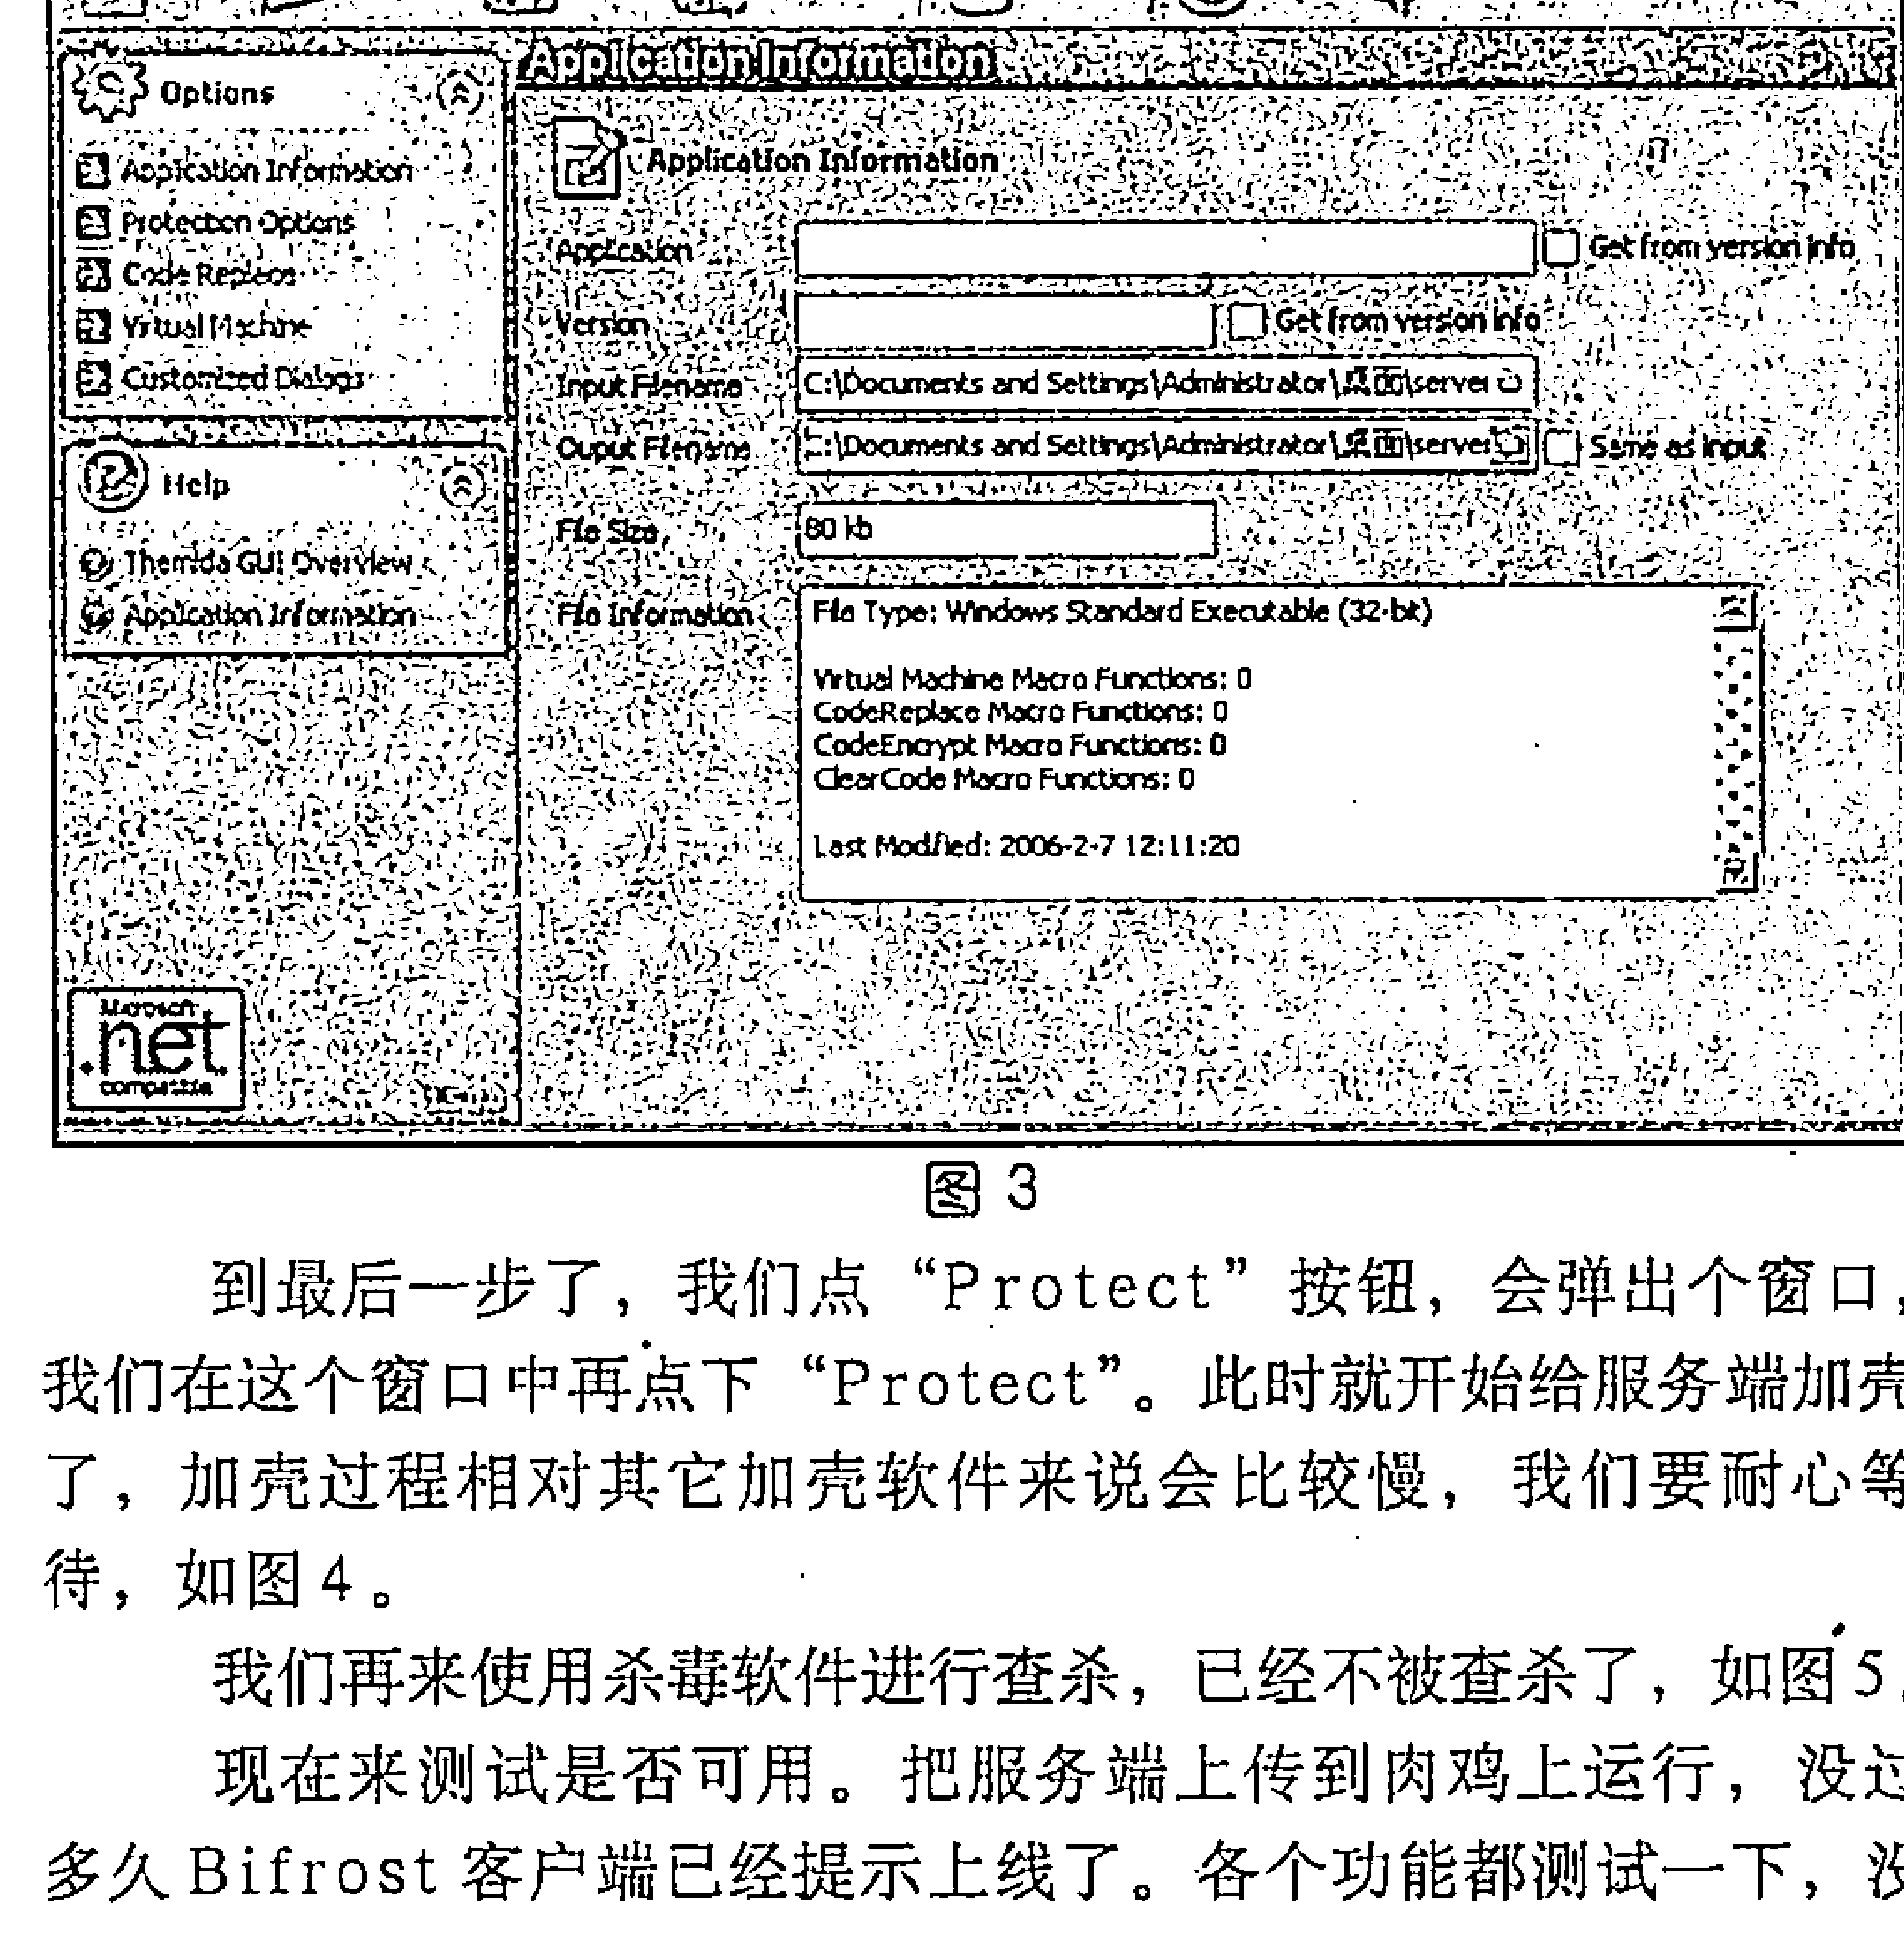 Application Information
Options
Application Information
Protection Options
Code Replace
Virtual Machine
Customized Dialogs
Help
Themida GUI Overview
Application Information
Application Information
Application
Get from version info
Version
Get from version info
Input Filename
C:\Documents and Settings\Administrator\桌面\server
Ouput Filename
C:\Documents and Settings\Administrator\桌面\server
Same as input
File Size
80 kb
File Information
File Type: Windows Standard Executable (32-bit)
Virtual Machine Macro Functions: 0
CodeReplace Macro Functions: 0
CodeEncrypt Macro Functions: 0
ClearCode Macro Functions: 0
Last Modified: 2006-2-7 12:11:20
Microsoft
.net
compatible
图 3
到最后一步了，我们点“Protect”按钮，会弹出个窗口，
我们在这个窗口中再点下“Protect”。此时就开始给服务端加壳
了，加壳过程相对其它加壳软件来说会比较慢，我们要耐心等
待，如图4。
我们再来使用杀毒软件进行查杀，已经不被查杀了，如图5
现在来测试是否可用。把服务端上传到肉鸡上运行，没过
多久Bifrost客户端已经提示上线了。各个功能都测试一下，没